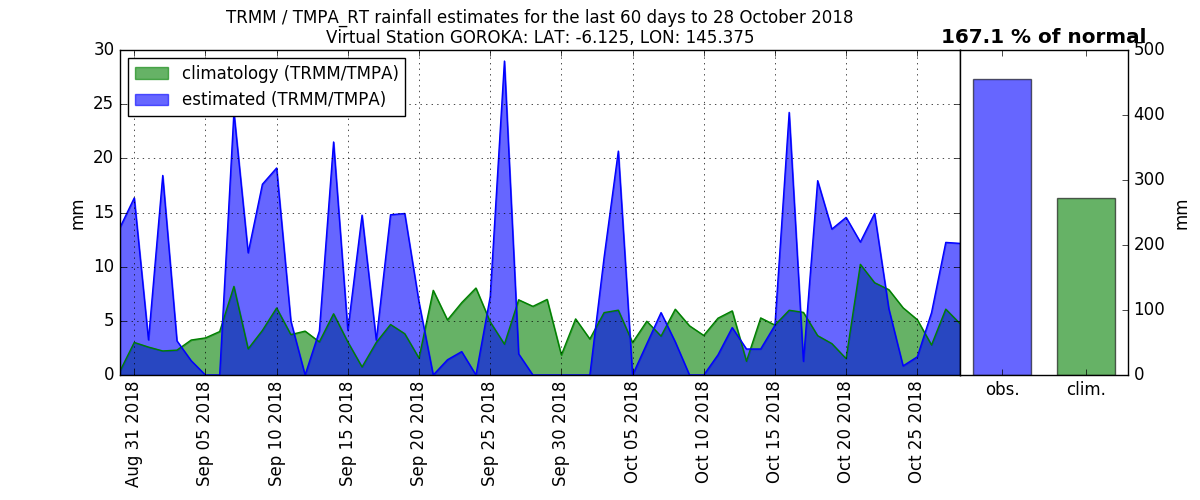 TRMM / TMPA_RT rainfall estimates for the last 60 days to 28 October 2018
Virtual Station GOROKA: LAT: -6.125, LON: 145.375
167.1 % of normal
climatology (TRMM/TMPA)
estimated (TRMM/TMPA)
mm
30
25
20
15
10
5
0
Aug 31 2018
Sep 05 2018
Sep 10 2018
Sep 15 2018
Sep 20 2018
Sep 25 2018
Sep 30 2018
Oct 05 2018
Oct 10 2018
Oct 15 2018
Oct 20 2018
Oct 25 2018
500
400
300
200
100
0
mm
obs.
clim.